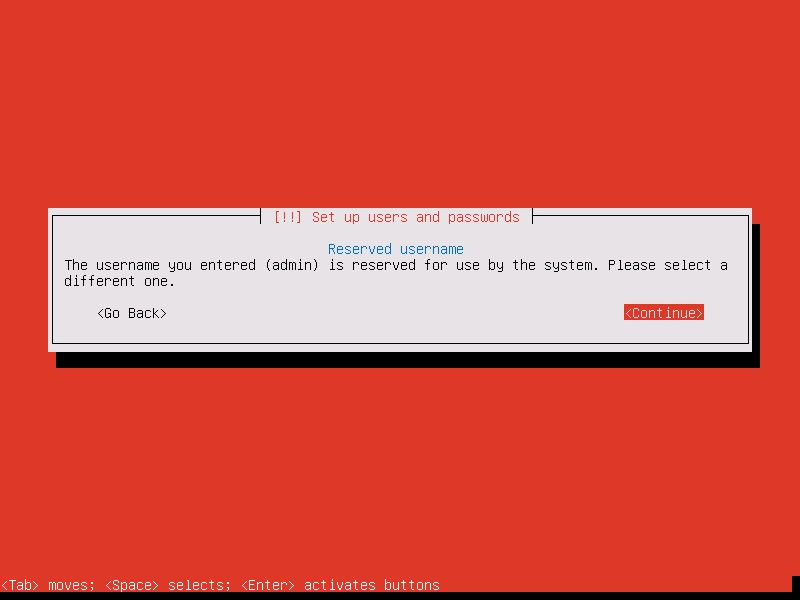 [!!] Set up users and passwords
Reserved username
The username you entered (admin) is reserved for use by the system. Please select a
different one.
<Go Back> <Continue>
<Tab> moves; <Space> selects; <Enter> activates buttons